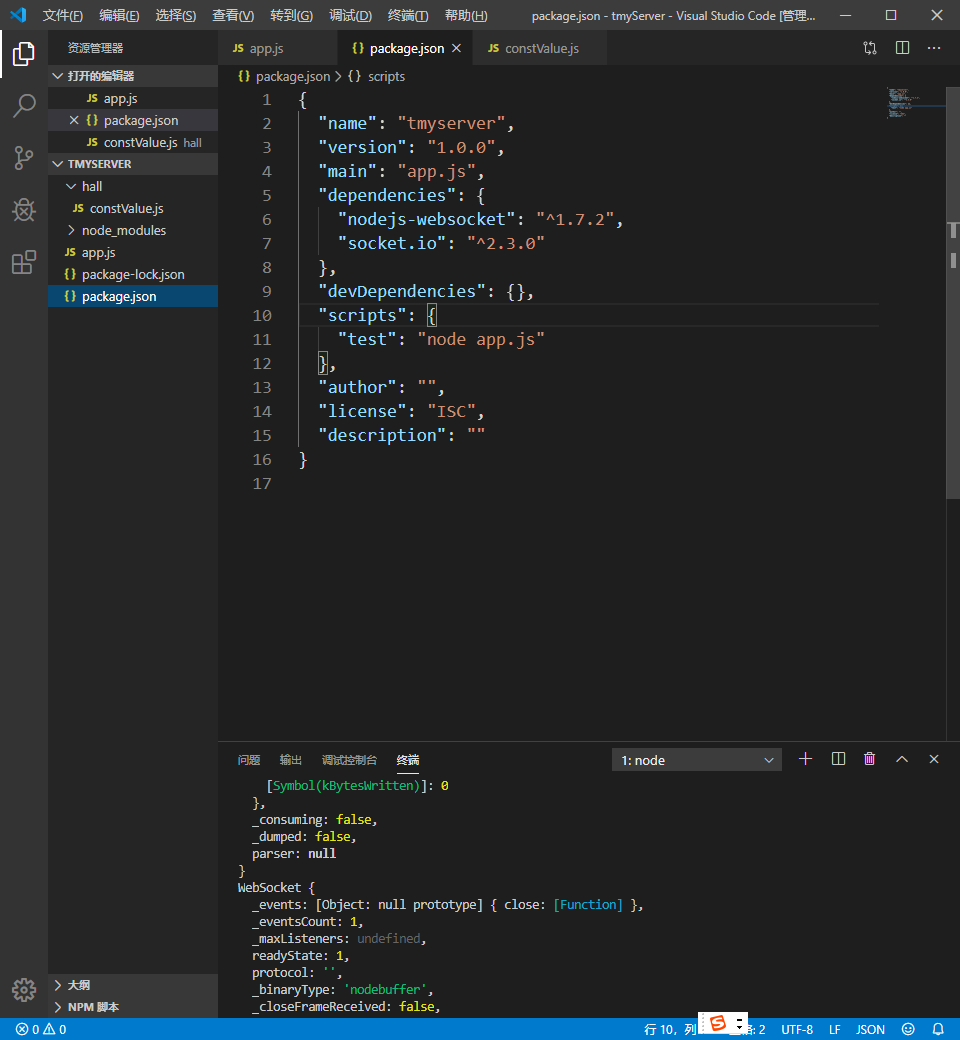 文件(F) 编辑(E) 选择(S) 查看(V) 转到(G) 调试(D) 终端(T) 帮助(H) package.json - tmyServer - Visual Studio Code [管理...
资源管理器
打开的编辑器
JS app.js
{} package.json
JS constValue.js hall
TMYSERVER
hall
JS constValue.js
node_modules
JS app.js
{} package-lock.json
{} package.json
大纲
NPM 脚本
JS app.js {} package.json JS constValue.js
{} package.json > {} scripts
1 {
2 "name": "tmyserver",
3 "version": "1.0.0",
4 "main": "app.js",
5 "dependencies": {
6 "nodejs-websocket": "^1.7.2",
7 "socket.io": "^2.3.0"
8 },
9 "devDependencies": {},
10 "scripts": {
11 "test": "node app.js"
12 },
13 "author": "",
14 "license": "ISC",
15 "description": ""
16 }
17
问题 输出 调试控制台 终端 1: node
[Symbol(kBytesWritten)]: 0
},
_consuming: false,
_dumped: false,
parser: null
}
WebSocket {
_events: [Object: null prototype] { close: [Function] },
_eventsCount: 1,
_maxListeners: undefined,
readyState: 1,
protocol: '',
_binaryType: 'nodebuffer',
_closeFrameReceived: false,
0 0 行 10，列 : 2 UTF-8 LF JSON